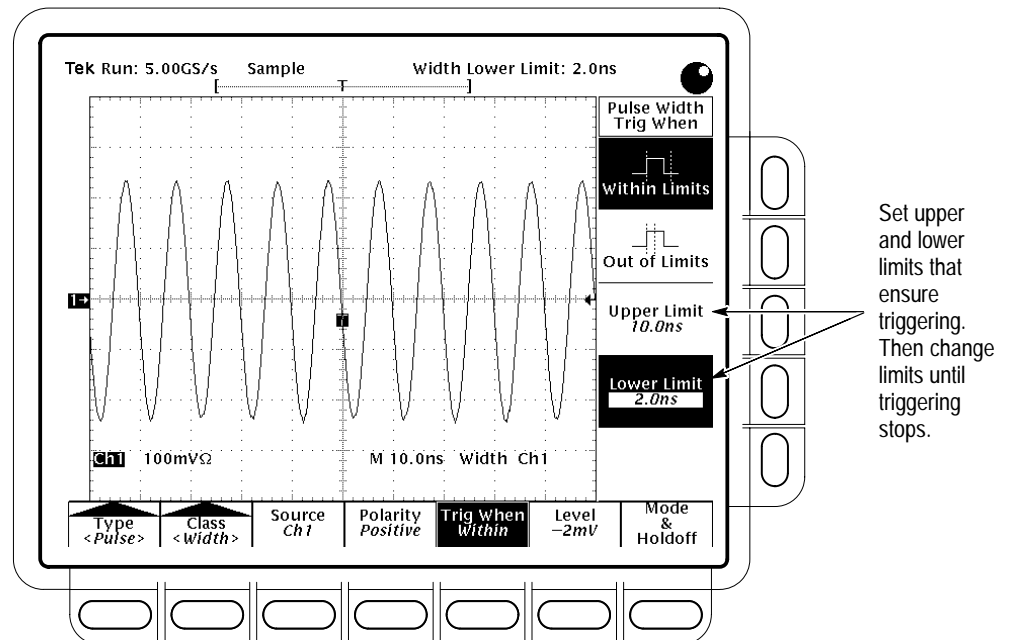 Tek Run: 5.00GS/s Sample Width Lower Limit: 2.0ns
T
Pulse Width
Trig When
Within Limits
Out of Limits
Upper Limit
10.0ns
Lower Limit
2.0ns
1→
T
Ch1 100mVΩ M 10.0ns Width Ch1
Type
<Pulse>
Class
<Width>
Source
Ch1
Polarity
Positive
Trig When
Within
Level
−2mV
Mode
&
Holdoff
Set upper
and lower
limits that
ensure
triggering.
Then change
limits until
triggering
stops.